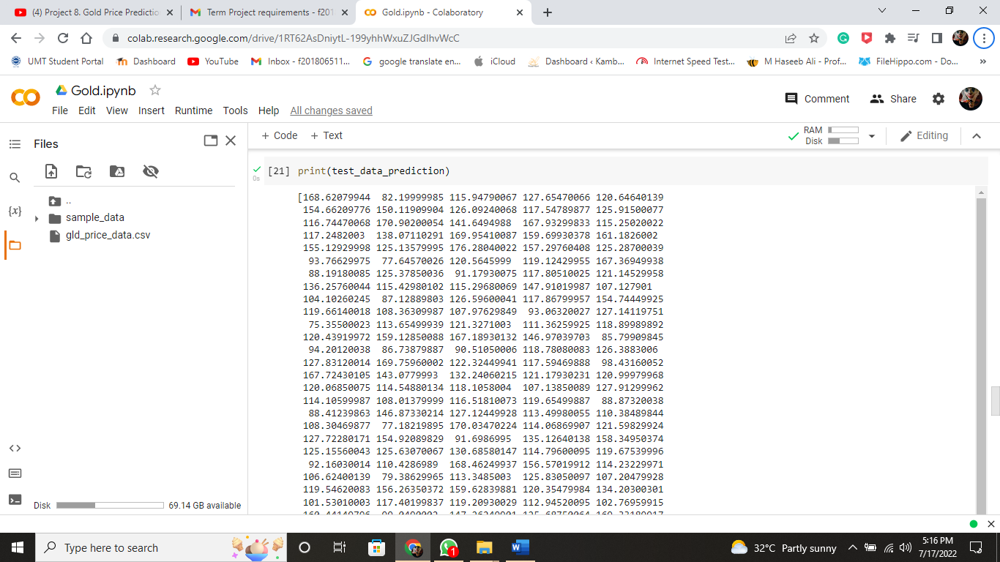 (4) Project 8. Gold Price Predictio
Term Project requirements - f201
Gold.ipynb - Colaboratory
colab.research.google.com/drive/1RT62AsDniytL-199yhhWxuZJGdIhvWcC
UMT Student Portal
Dashboard
YouTube
Inbox - f201806511...
google translate en...
iCloud
Dashboard ‹ Kamb...
Internet Speed Test...
M Haseeb Ali - Prof...
FileHippo.com - Do...
»
Gold.ipynb
File Edit View Insert Runtime Tools Help All changes saved
Comment
Share
Files
+ Code + Text
RAM
Disk
Editing
..
sample_data
gld_price_data.csv
{x}
<>
Disk 69.14 GB available
0s
[21] print(test_data_prediction)
[168.62079944  82.19999985 115.94790067 127.65470066 120.64640139
154.66209776 150.11909904 126.09240068 117.54789877 125.91500077
116.74470068 170.90200054 141.6494988  167.93299833 115.25020022
117.2482003  138.07110291 169.95410087 159.69930378 161.1826002
155.12929998 125.13579995 176.28040022 157.29760408 125.28700039
93.76629975  77.64570026 120.5645999  119.12429955 167.36949938
88.19180085 125.37850036  91.17930075 117.80510025 121.14529958
136.25760044 115.42980102 115.29680069 147.91019987 107.127901
104.10260245  87.12889803 126.59600041 117.86799957 154.74449925
119.66140018 108.36309987 107.97629849  93.06320027 127.14119751
75.35500023 113.65499939 121.3271003  111.36259925 118.89989892
120.43919972 159.12850088 167.18930132 146.97039703  85.79909845
94.20120038  86.73879887  90.51050006 118.78080083 126.3883006
127.83120014 169.75960002 122.32449941 117.59469888  98.43160052
167.72430105 143.0779993  132.24060215 121.17930231 120.99979968
120.06850075 114.54880134 118.1058004  107.13850089 127.91299962
114.10599987 108.01379999 116.51810073 119.65499887  88.87320038
88.41239863 146.87330214 127.12449928 113.49980055 110.38489844
108.30469877  77.18219895 170.03470224 114.06869907 121.59829924
127.72280171 154.92089829  91.6986995  135.12640138 158.34950374
125.15560043 125.63070067 130.68580147 114.79600095 119.67539996
92.16030014 110.4286989  168.46249937 156.57019912 114.23229971
106.62400139  79.38629965 113.3485003  125.83050097 107.20479928
119.54620083 156.26350372 159.62839881 120.35479984 134.20300301
101.53010003 117.40199837 119.20930029 112.94520095 102.76959915
Type here to search
1
32°C Partly sunny
5:16 PM
7/17/2022